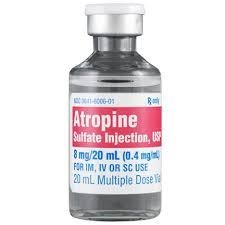 NDC 0641-6006-01 Rx only
Atropine
Sulfate Injection, USP
8 mg/20 mL (0.4 mg/mL)
FOR IM, IV OR SC USE
20 mL Multiple Dose Vial